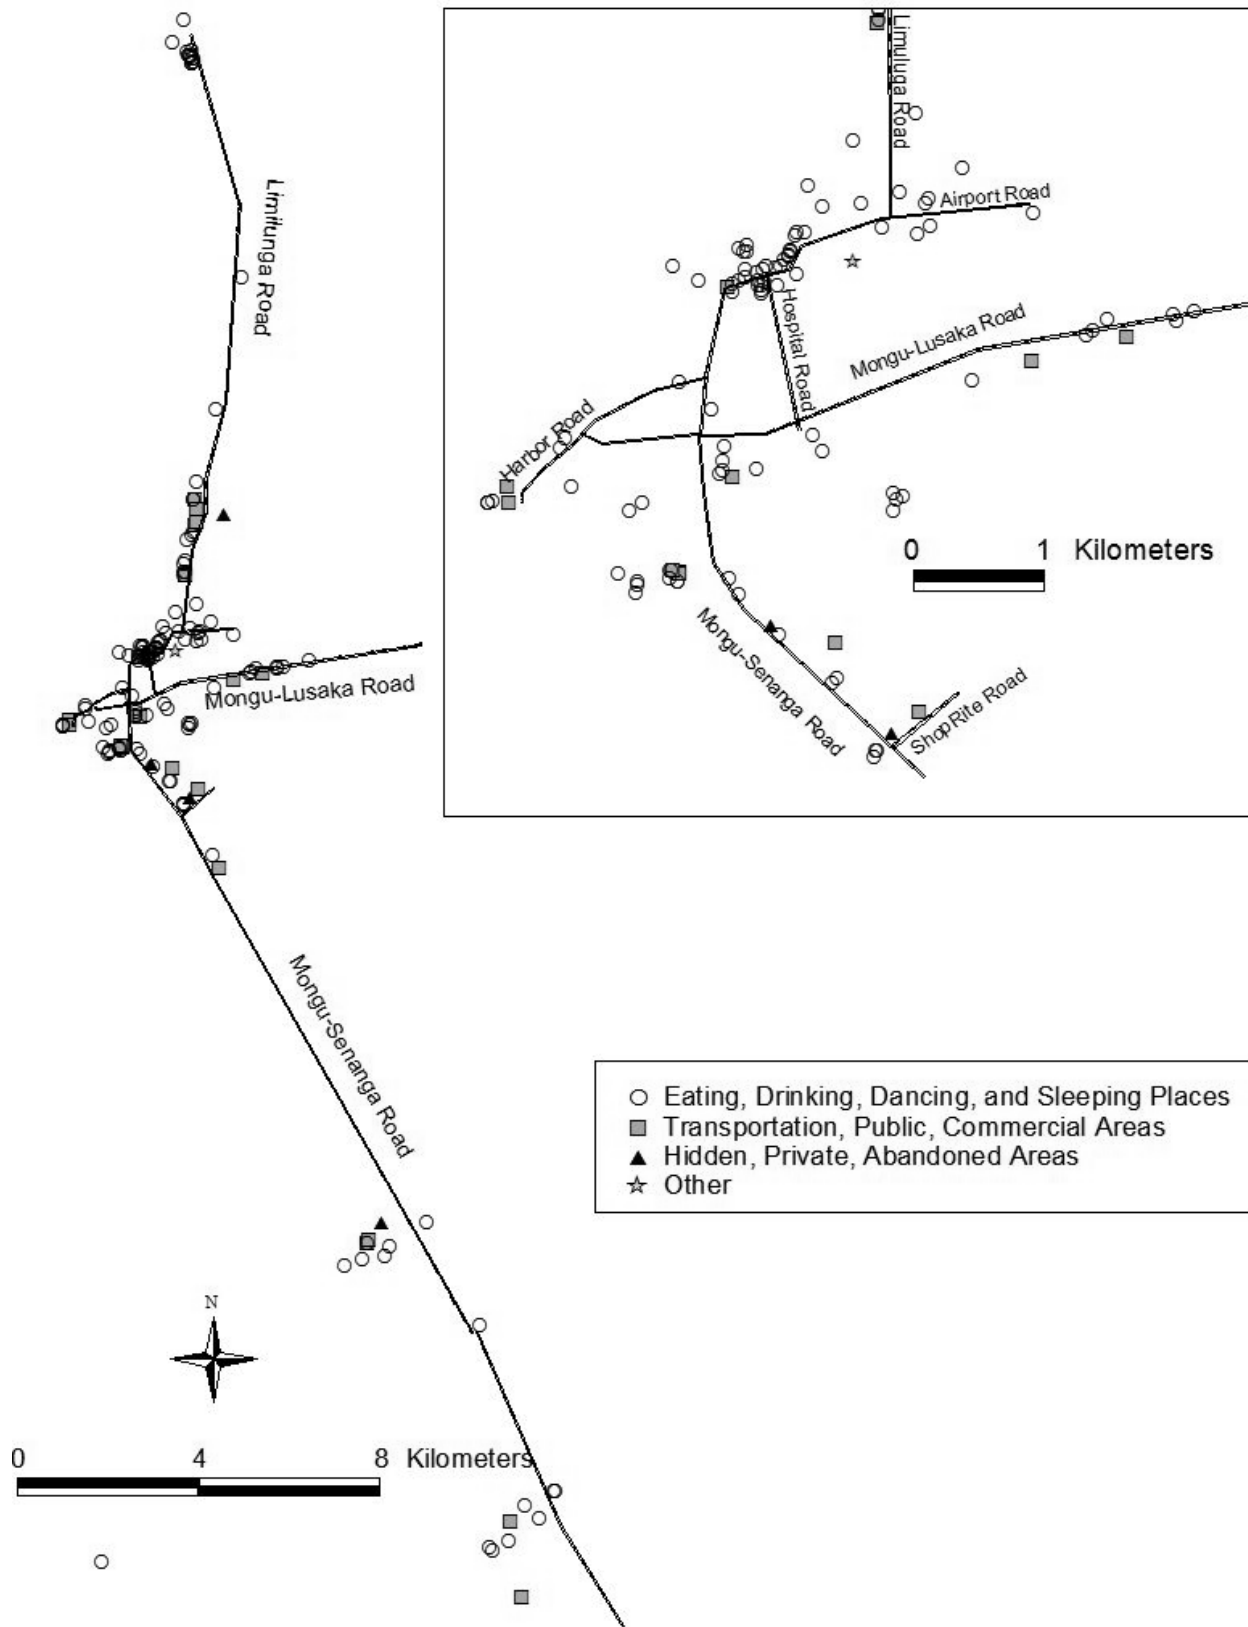 Limulunga Road
Mongu-Lusaka Road
Mongu-Senanga Road
Limuluga Road
Airport Road
Hospital Road
Mongu-Lusaka Road
Harbor Road
0 1 Kilometers
Mongu-Senanga Road
ShopRite Road
Eating, Drinking, Dancing, and Sleeping Places
Transportation, Public, Commercial Areas
Hidden, Private, Abandoned Areas
Other
N
0 4 8 Kilometers